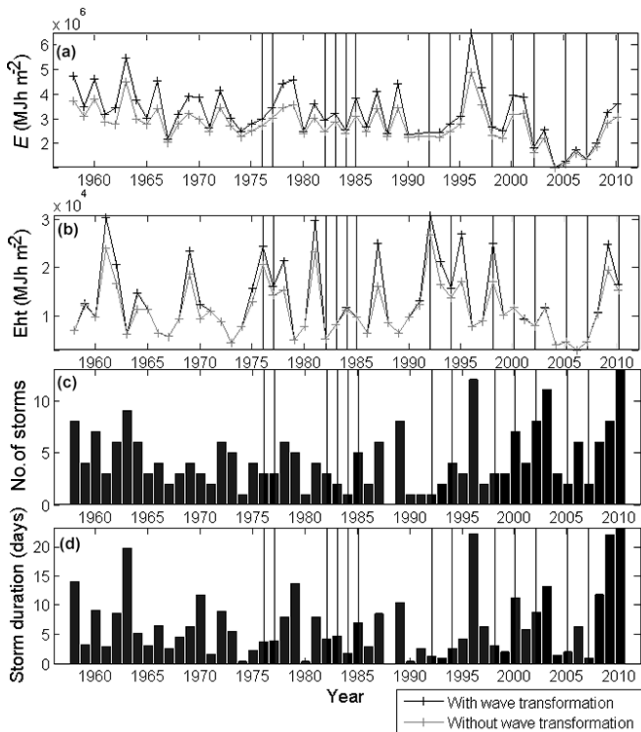 × 10⁶
(a)
E (MJh m⁻²)
6
5
4
3
2
1960 1965 1970 1975 1980 1985 1990 1995 2000 2005 2010
× 10⁴
(b)
Eht (MJh m⁻²)
3
2
1
1960 1965 1970 1975 1980 1985 1990 1995 2000 2005 2010
(c)
No.of storms
10
5
0
1960 1965 1970 1975 1980 1985 1990 1995 2000 2005 2010
(d)
Storm duration (days)
20
15
10
5
0
1960 1965 1970 1975 1980 1985 1990 1995 2000 2005 2010
Year
With wave transformation
Without wave transformation